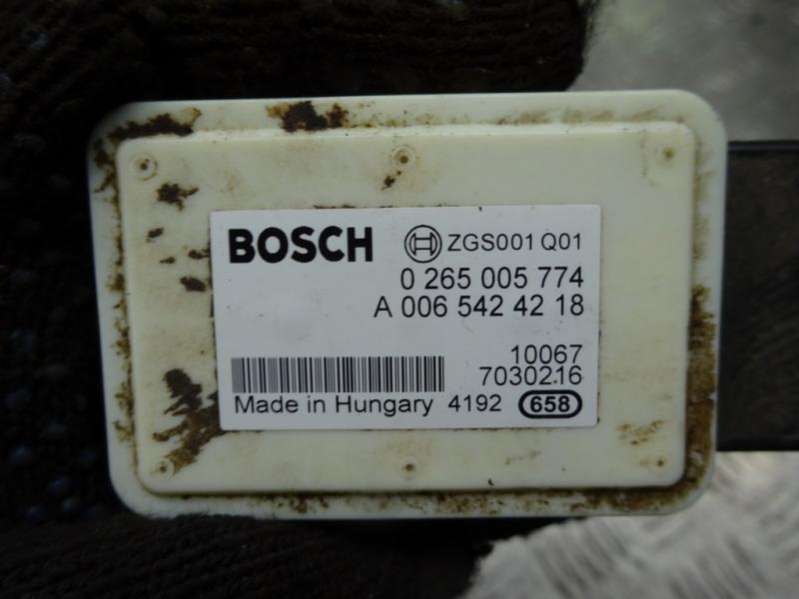 BOSCH ZGS001 Q01
0 265 005 774
A 006 542 42 18
10067
7030216
Made in Hungary 4192 658